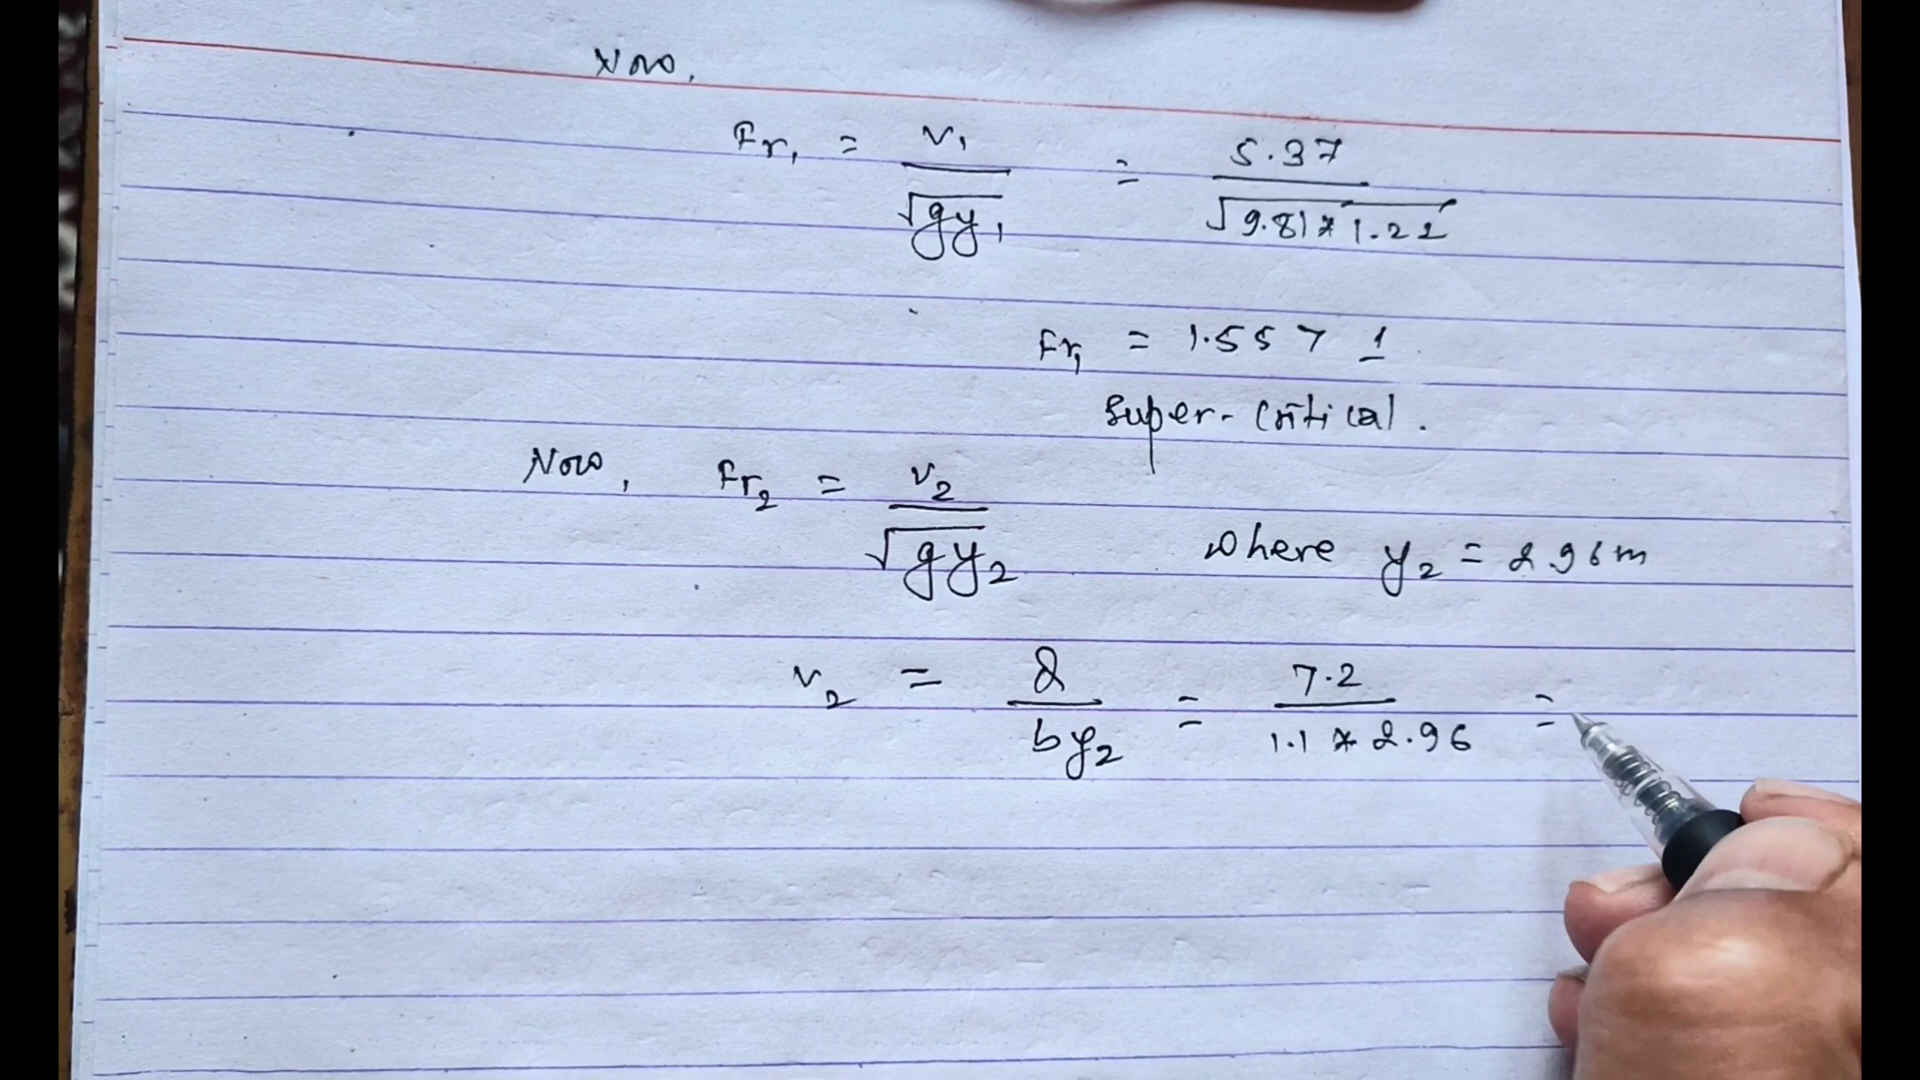 Now,
Fr₁ = v₁ / √gy₁ = 5.37 / √9.81*1.22
Fr₁ = 1.55 > 1
super-critical.
Now, Fr₂ = v₂ / √gy₂ where y₂ = 2.96m
v₂ = Q / by₂ = 7.2 / 1.1*2.96 =